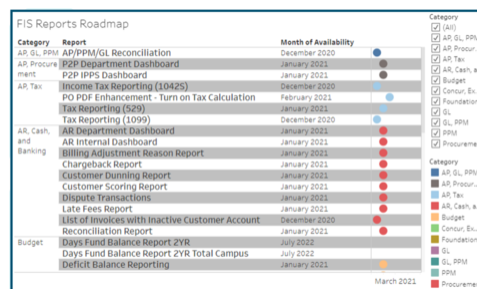 FIS Reports Roadmap
Category Report Month of Availability
AP, GL, PPM AP/PPM/GL Reconciliation December 2020
AP, Procurement P2P Department Dashboard January 2021
P2P IPPS Dashboard January 2021
AP, Tax Income Tax Reporting (1042S) December 2020
PO PDF Enhancement - Turn on Tax Calculation February 2021
Tax Reporting (529) January 2021
Tax Reporting (1099) December 2020
AR, Cash, and Banking AR Department Dashboard January 2021
AR Internal Dashboard January 2021
Billing Adjustment Reason Report January 2021
Chargeback Report January 2021
Customer Dunning Report January 2021
Customer Scoring Report January 2021
Dispute Transactions January 2021
Late Fees Report January 2021
List of Invoices with Inactive Customer Account December 2020
Reconciliation Report January 2021
Budget Days Fund Balance Report 2YR July 2022
Days Fund Balance Report 2YR Total Campus July 2022
Deficit Balance Reporting January 2021
March 2021
Category
(All)
AP, GL, PPM
AP, Procur..
AP, Tax
AR, Cash, a
Budget
Concur, Ex..
Foundation
GL
GL, PPM
PPM
Procureme
Category
AP, GL, PPM
AP, Procur..
AP, Tax
AR, Cash, a
Budget
Concur, Ex..
Foundation
GL
GL, PPM
PPM
Procureme